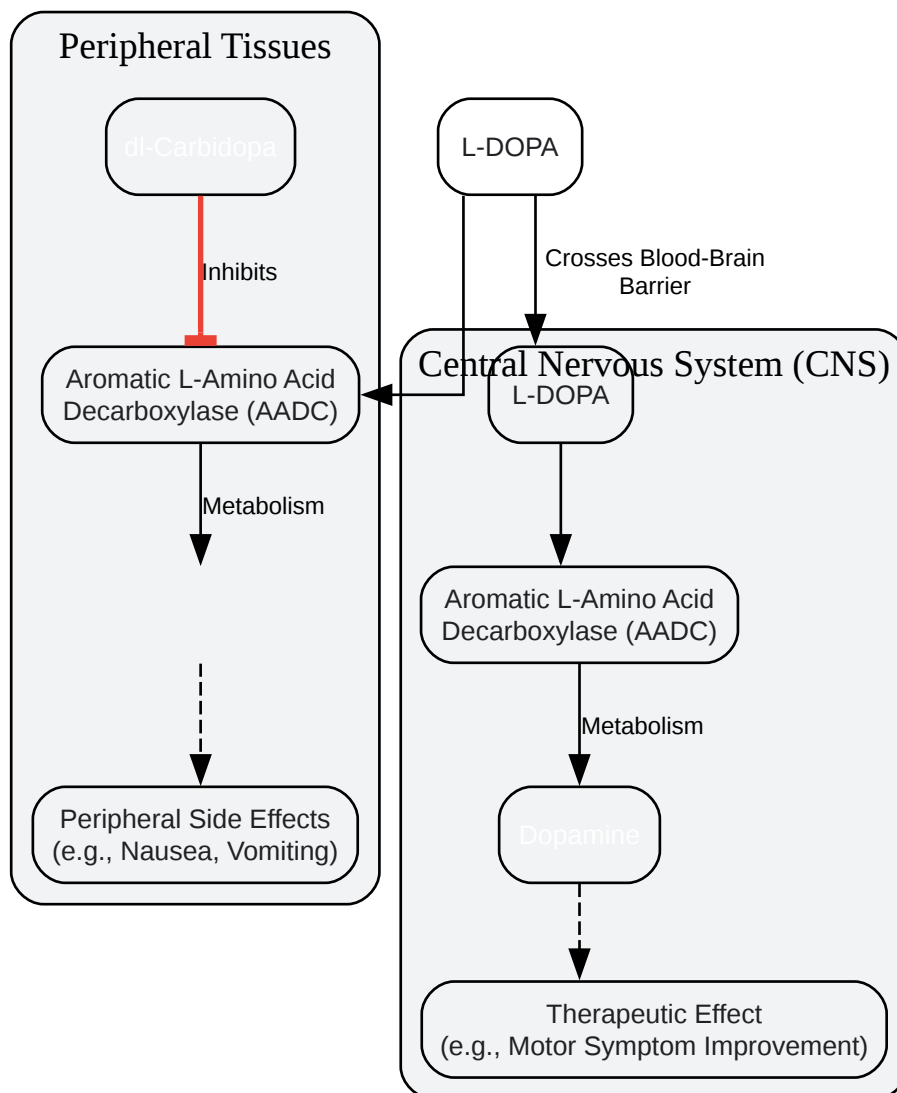 Peripheral Tissues
dl-Carbidopa
L-DOPA
Inhibits
Crosses Blood-Brain
Barrier
Central Nervous System (CNS)
Aromatic L-Amino Acid
Decarboxylase (AADC)
L-DOPA
Metabolism
Aromatic L-Amino Acid
Decarboxylase (AADC)
Metabolism
Peripheral Side Effects
(e.g., Nausea, Vomiting)
Dopamine
Therapeutic Effect
(e.g., Motor Symptom Improvement)